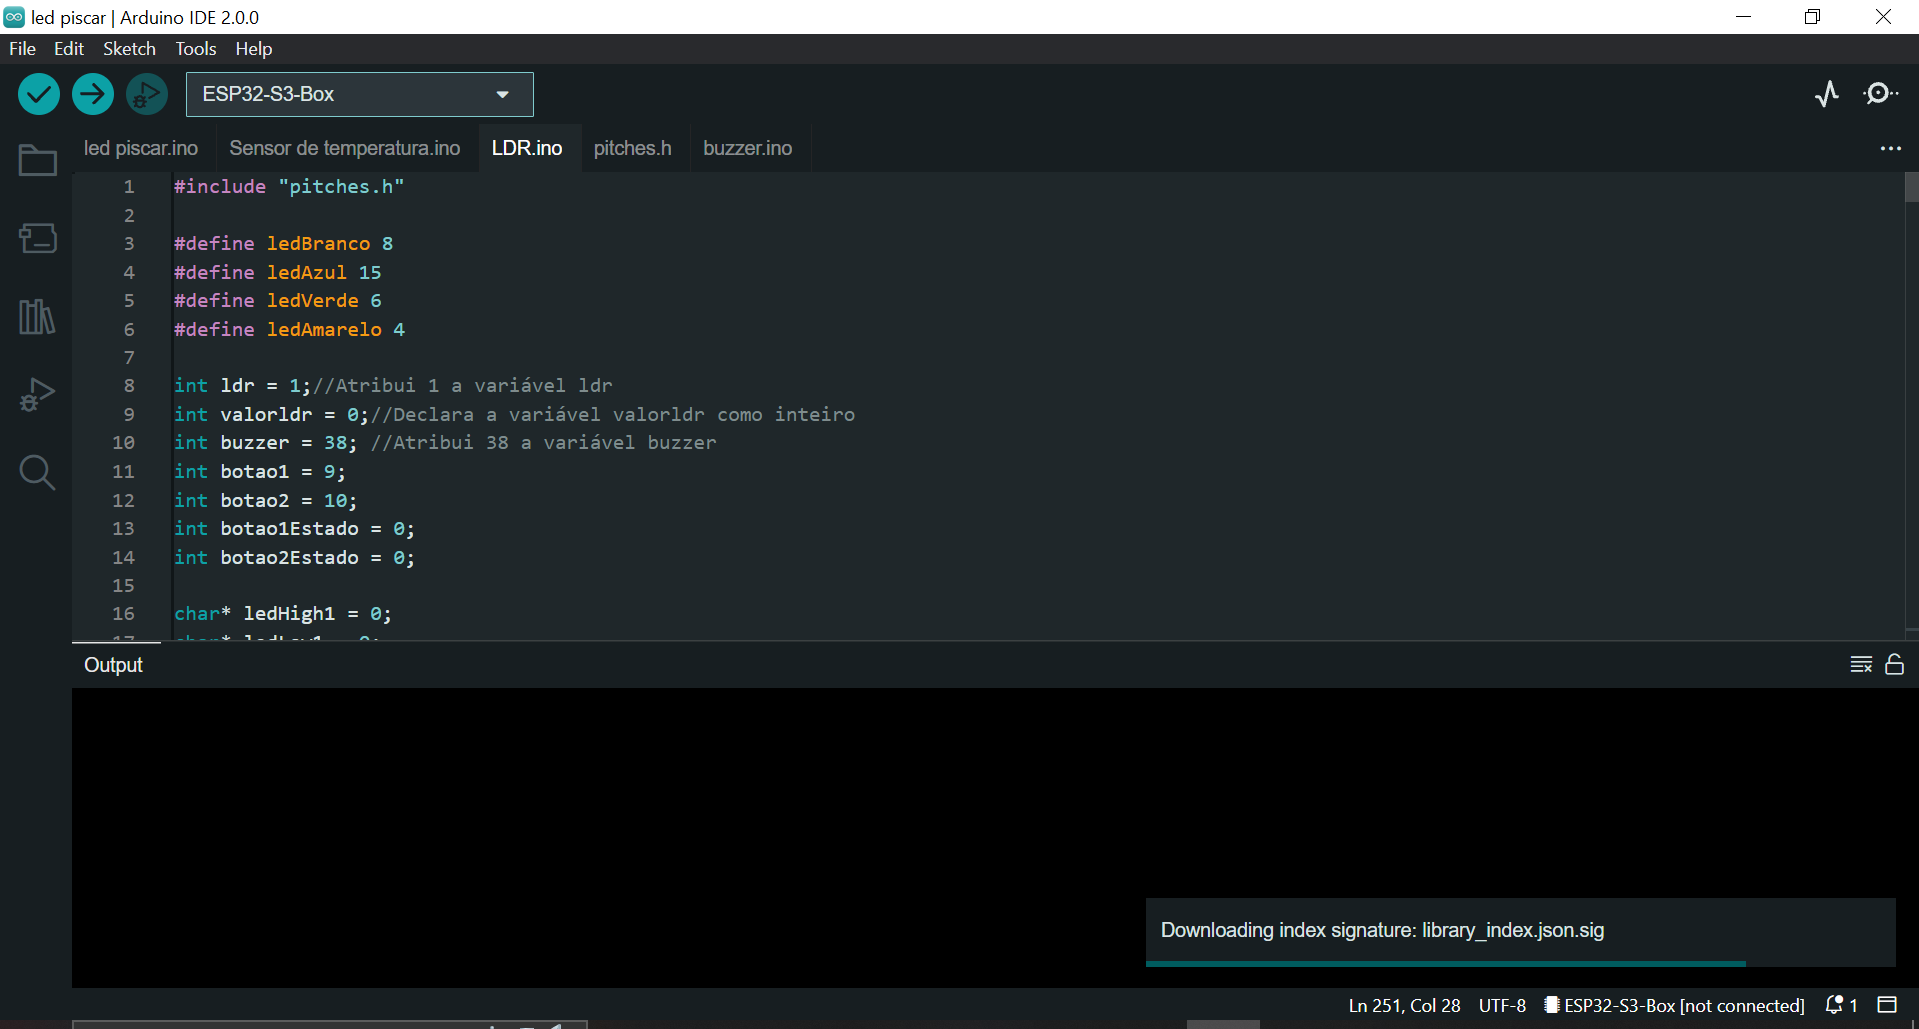 led piscar | Arduino IDE 2.0.0
File Edit Sketch Tools Help
ESP32-S3-Box
led piscar.ino Sensor de temperatura.ino LDR.ino pitches.h buzzer.ino
1 #include "pitches.h"
2
3 #define ledBranco 8
4 #define ledAzul 15
5 #define ledVerde 6
6 #define ledAmarelo 4
7
8 int ldr = 1;//Atribui 1 a variável ldr
9 int valorldr = 0;//Declara a variável valorldr como inteiro
10 int buzzer = 38; //Atribui 38 a variável buzzer
11 int botao1 = 9;
12 int botao2 = 10;
13 int botao1Estado = 0;
14 int botao2Estado = 0;
15
16 char* ledHigh1 = 0;
Output
Downloading index signature: library_index.json.sig
Ln 251, Col 28 UTF-8 ESP32-S3-Box [not connected] 1